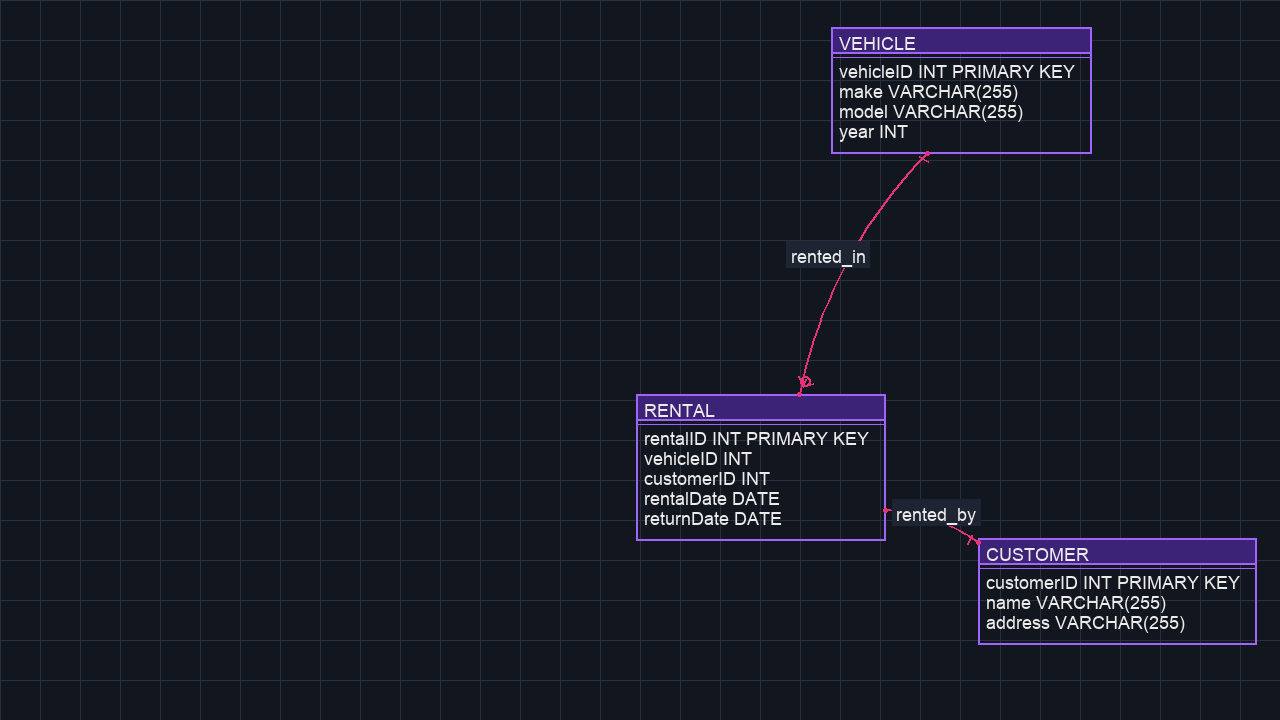 VEHICLE
vehicleID INT PRIMARY KEY
make VARCHAR(255)
model VARCHAR(255)
year INT
rented_in
RENTAL
rentalID INT PRIMARY KEY
vehicleID INT
customerID INT
rentalDate DATE
returnDate DATE
rented_by
CUSTOMER
customerID INT PRIMARY KEY
name VARCHAR(255)
address VARCHAR(255)